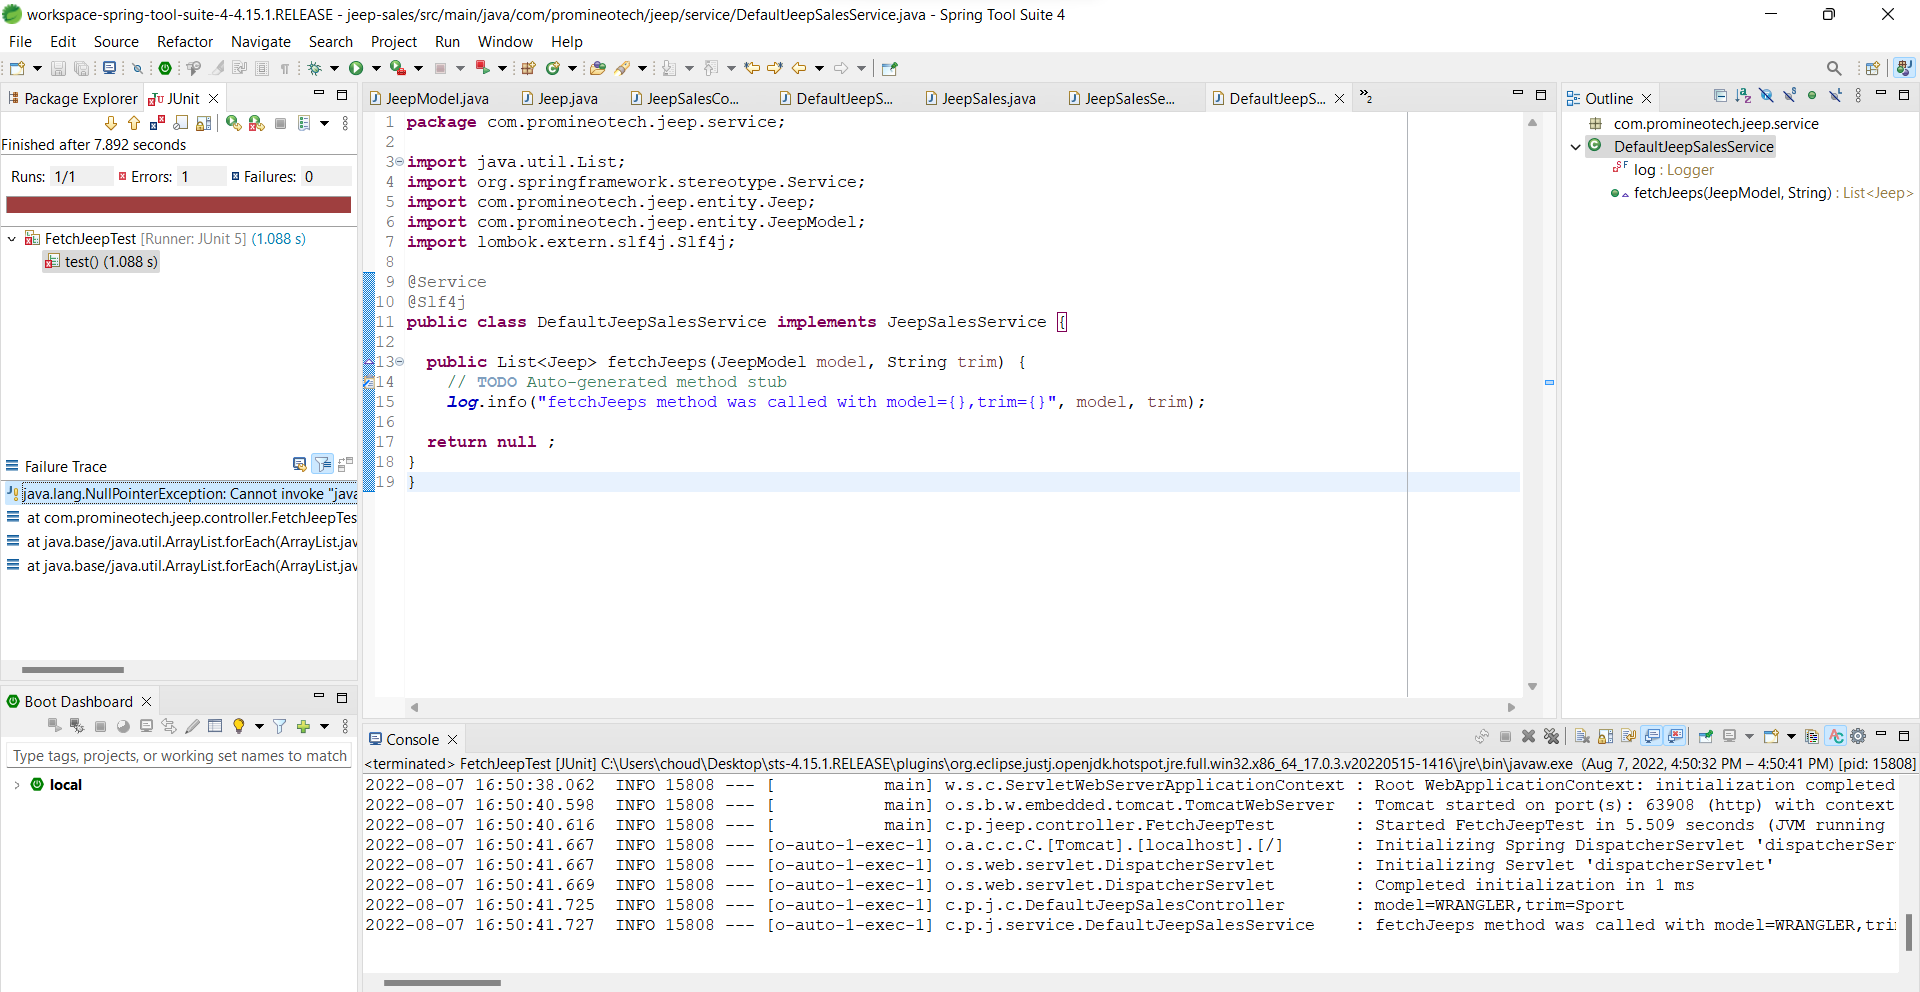 workspace-spring-tool-suite-4-4.15.1.RELEASE - jeep-sales/src/main/java/com/promineotech/jeep/service/DefaultJeepSalesService.java - Spring Tool Suite 4
File Edit Source Refactor Navigate Search Project Run Window Help
Package Explorer JUnit
Finished after 7.892 seconds
Runs: 1/1 Errors: 1 Failures: 0
FetchJeepTest [Runner: JUnit 5] (1.088 s)
test() (1.088 s)
Failure Trace
java.lang.NullPointerException: Cannot invoke "java
at com.promineotech.jeep.controller.FetchJeepTes
at java.base/java.util.ArrayList.forEach(ArrayList.jav
at java.base/java.util.ArrayList.forEach(ArrayList.jav
Boot Dashboard
Type tags, projects, or working set names to match
local
JeepModel.java Jeep.java JeepSalesCo... DefaultJeepS... JeepSales.java JeepSalesSe... DefaultJeepS... »2
1 package com.promineotech.jeep.service;
2
3 import java.util.List;
4 import org.springframework.stereotype.Service;
5 import com.promineotech.jeep.entity.Jeep;
6 import com.promineotech.jeep.entity.JeepModel;
7 import lombok.extern.slf4j.Slf4j;
8
9 @Service
10 @Slf4j
11 public class DefaultJeepSalesService implements JeepSalesService {
12
13 public List<Jeep> fetchJeeps(JeepModel model, String trim) {
14 // TODO Auto-generated method stub
15 log.info("fetchJeeps method was called with model={},trim={}", model, trim);
16
17 return null ;
18 }
19 }
Outline
com.promineotech.jeep.service
DefaultJeepSalesService
log : Logger
fetchJeeps(JeepModel, String) : List<Jeep>
Console
<terminated> FetchJeepTest [JUnit] C:\Users\choud\Desktop\sts-4.15.1.RELEASE\plugins\org.eclipse.justj.openjdk.hotspot.jre.full.win32.x86_64_17.0.3.v20220515-1416\jre\bin\javaw.exe (Aug 7, 2022, 4:50:32 PM – 4:50:41 PM) [pid: 15808]
2022-08-07 16:50:38.062 INFO 15808 --- [ main] w.s.c.ServletWebServerApplicationContext : Root WebApplicationContext: initialization completed
2022-08-07 16:50:40.598 INFO 15808 --- [ main] o.s.b.w.embedded.tomcat.TomcatWebServer : Tomcat started on port(s): 63908 (http) with context
2022-08-07 16:50:40.616 INFO 15808 --- [ main] c.p.jeep.controller.FetchJeepTest : Started FetchJeepTest in 5.509 seconds (JVM running
2022-08-07 16:50:41.667 INFO 15808 --- [o-auto-1-exec-1] o.a.c.c.C.[Tomcat].[localhost].[/] : Initializing Spring DispatcherServlet 'dispatcherSer
2022-08-07 16:50:41.667 INFO 15808 --- [o-auto-1-exec-1] o.s.web.servlet.DispatcherServlet : Initializing Servlet 'dispatcherServlet'
2022-08-07 16:50:41.669 INFO 15808 --- [o-auto-1-exec-1] o.s.web.servlet.DispatcherServlet : Completed initialization in 1 ms
2022-08-07 16:50:41.725 INFO 15808 --- [o-auto-1-exec-1] c.p.j.c.DefaultJeepSalesController : model=WRANGLER,trim=Sport
2022-08-07 16:50:41.727 INFO 15808 --- [o-auto-1-exec-1] c.p.j.service.DefaultJeepSalesService : fetchJeeps method was called with model=WRANGLER,tri